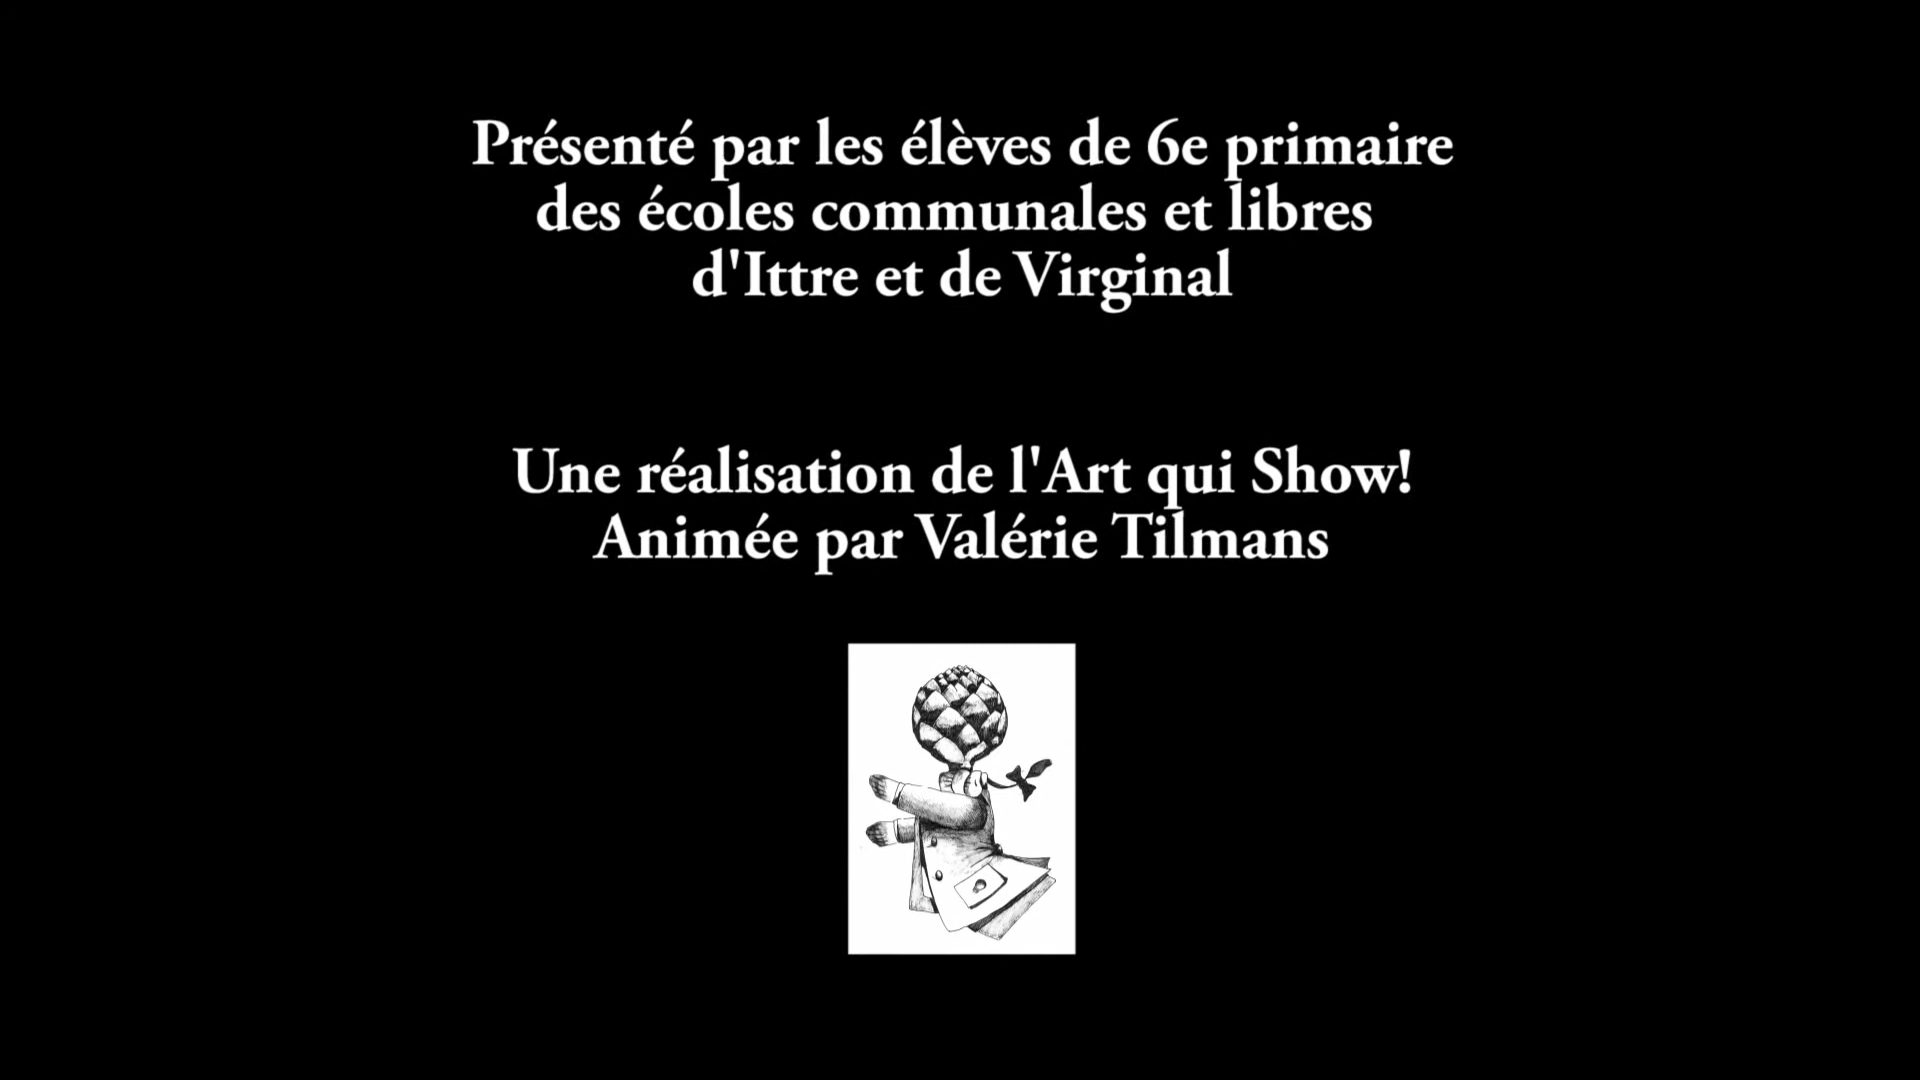 Présenté par les élèves de 6e primaire
des écoles communales et libres
d'Ittre et de Virginal
Une réalisation de l'Art qui Show!
Animée par Valérie Tilmans